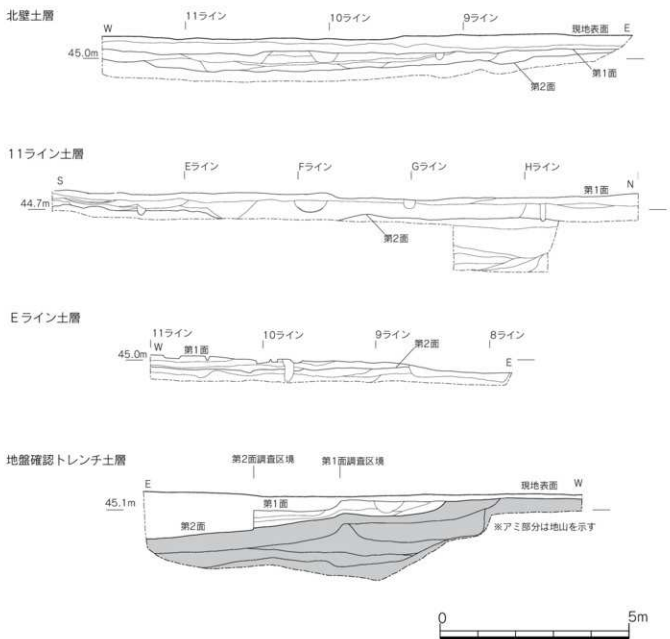 北壁土層
11ライン
10ライン
9ライン
W
現地表面
E
45.0m
第1面
第2面
11ライン土層
Eライン
Fライン
Gライン
Hライン
S
第1面
N
44.7m
第2面
Eライン土層
11ライン
10ライン
9ライン
8ライン
W
第1面
第2面
45.0m
E
地盤確認トレンチ土層
第2面調査区境
第1面調査区境
E
現地表面
W
45.1m
第1面
第2面
※アミ部分は地山を示す
0
5m